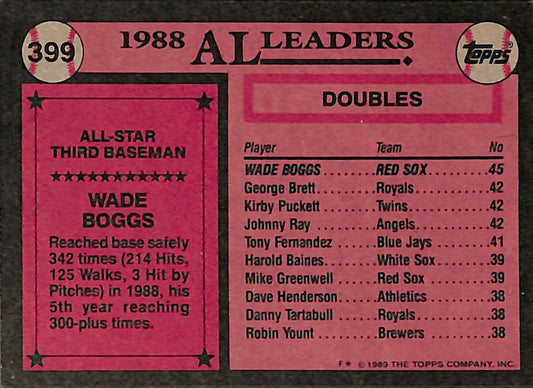 399
1988 AL LEADERS
topps®
ALL-STAR
THIRD BASEMAN
★★★★★★★★★★★
WADE
BOGGS
Reached base safely
342 times (214 Hits,
125 Walks, 3 Hit by
Pitches) in 1988, his
5th year reaching
300-plus times.
DOUBLES
Player Team No
WADE BOGGS......RED SOX......45
George Brett......Royals......42
Kirby Puckett......Twins......42
Johnny Ray......Angels......42
Tony Fernandez......Blue Jays......41
Harold Baines......White Sox......39
Mike Greenwell......Red Sox......39
Dave Henderson......Athletics......38
Danny Tartabull......Royals......38
Robin Yount......Brewers......38
F★ © 1989 THE TOPPS COMPANY, INC.